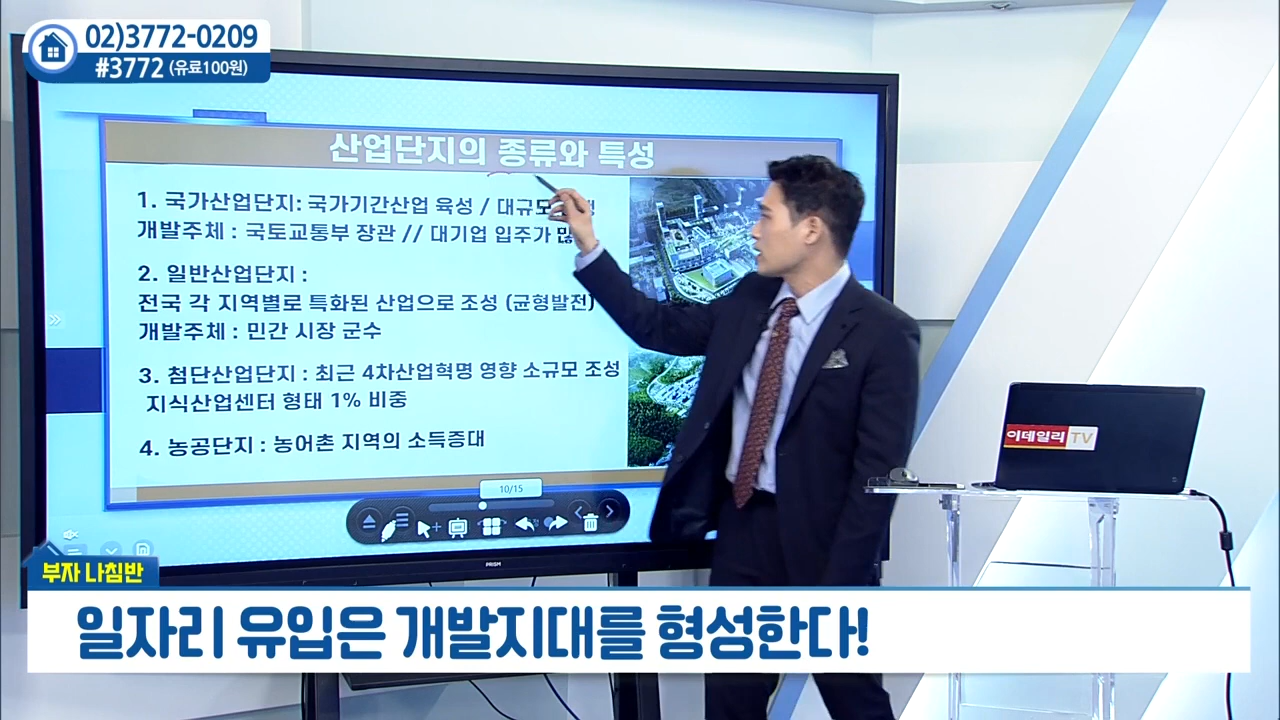 02)3772-0209
#3772 (유료100원)
산업단지의 종류와 특성
1. 국가산업단지: 국가기간산업 육성 / 대규모
개발주체 : 국토교통부 장관 // 대기업 입주가
2. 일반산업단지 :
전국 각 지역별로 특화된 산업으로 조성 (균형발전)
개발주체 : 민간 시장 군수
3. 첨단산업단지 : 최근 4차산업혁명 영향 소규모 조성
지식산업센터 형태 1% 비중
4. 농공단지 : 농어촌 지역의 소득증대
10/15
PRISM
이데일리 TV
부자 나침반
일자리 유입은 개발지대를 형성한다!